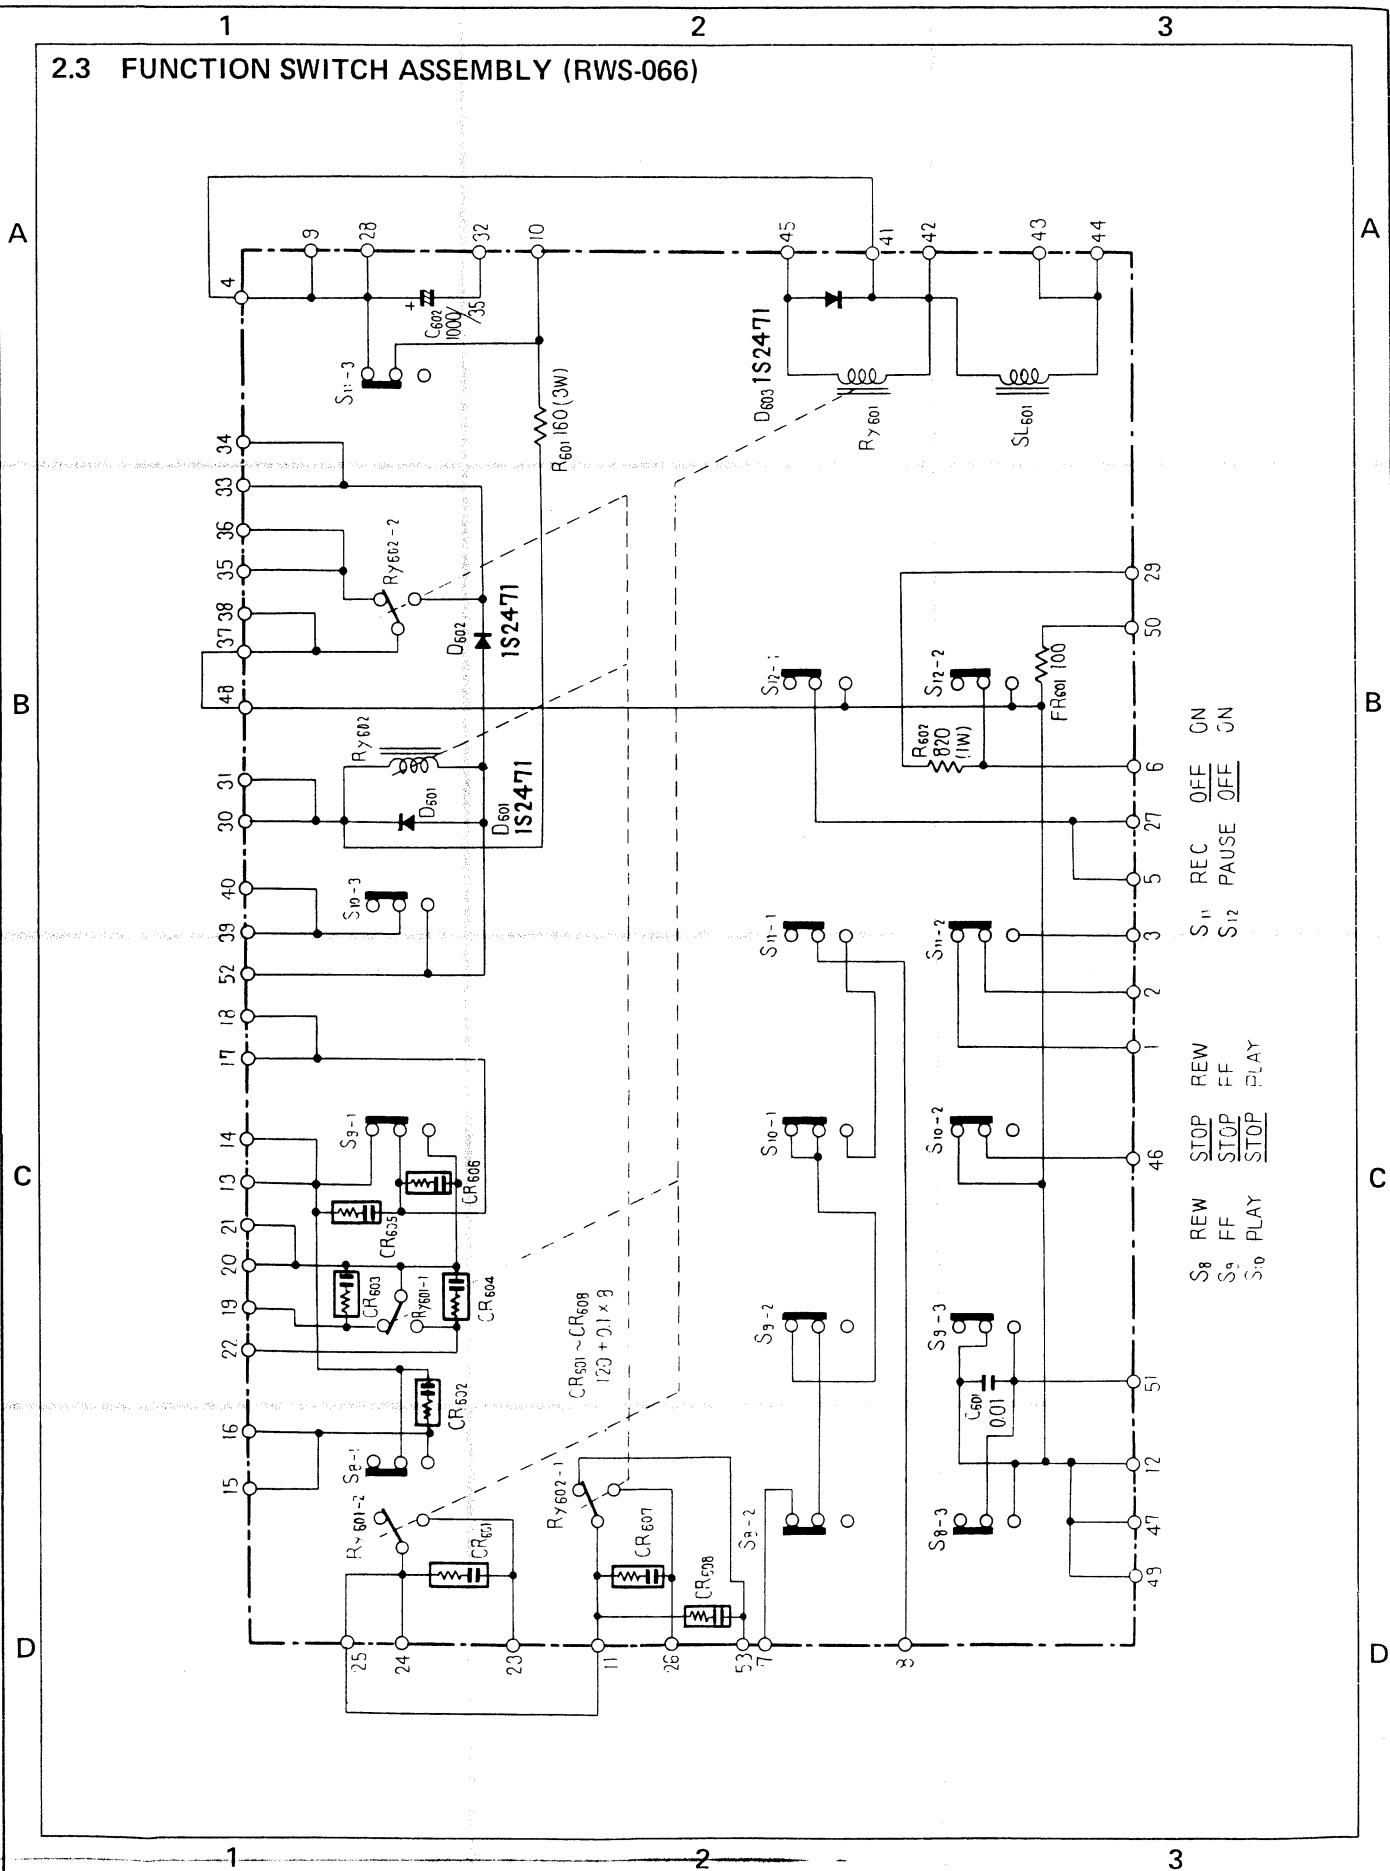 1 2 3
2.3 FUNCTION SWITCH ASSEMBLY (RWS-066)
A A
9 28 32 10 45 41 42 43 44
4
+ C602 1000/35
S11-3
D603 1S2471
R601 160 (3W)
Ry601
SL601
34
33
36
35
38
37
48
Ry602-2
D602
1S2471
29
50
S12-1
S12-2
FR601 100
B B
Ry602
R602
820
(1W)
31
30
D601
D601
1S2471
6
27
5
3
2
1
40
39
52
S10-3
S11-1
S11-2
S11 REC OFF ON
S12 PAUSE OFF ON
18
17
14
13
21
20
19
22
16
15
S9-1
S10-1
S10-2
46
C C
CR606
CR605
CR603
Ry601-1
CR604
S8 REW STOP REW
S9 FF STOP FF
S10 PLAY STOP PLAY
CR601~CR608
120 + 0.1 × 8
S9-2
S9-3
C601
0.01
51
12
47
49
CR602
S8-1
Ry601-2
Ry602-1
CR601
CR607
CR608
S8-2
S8-3
D D
25 24 23 11 26 53 7 8
1 2 3